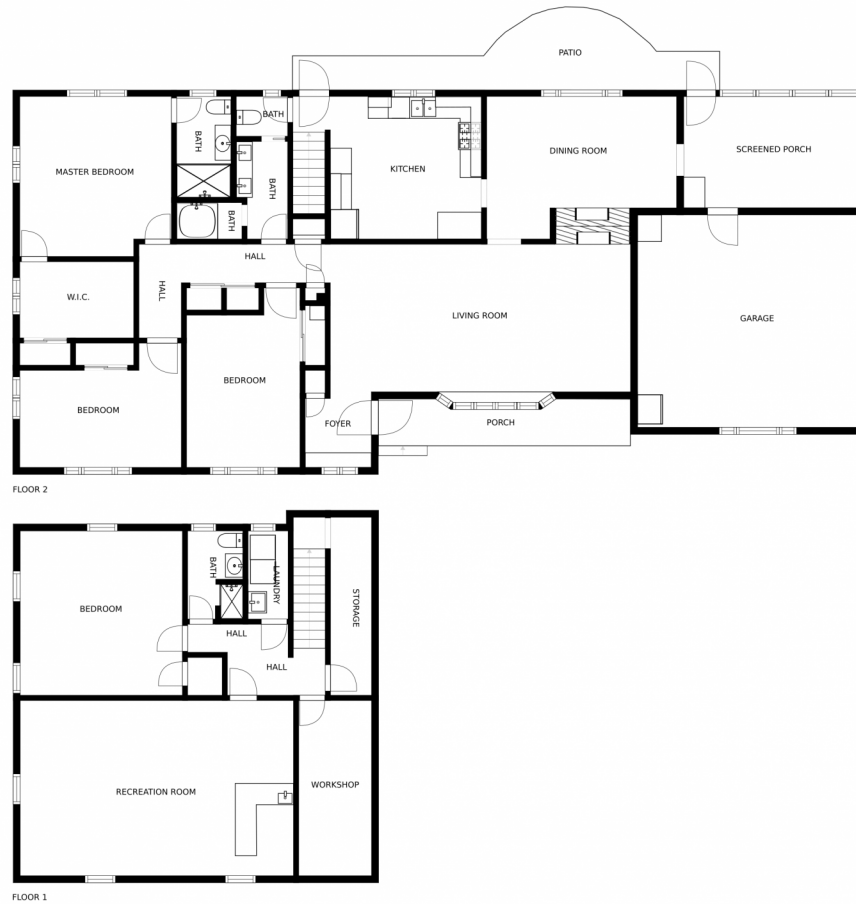 PATIO
BATH
BATH
KITCHEN
DINING ROOM
SCREENED PORCH
MASTER BEDROOM
BATH
BATH
HALL
W.I.C.
HALL
LIVING ROOM
GARAGE
BEDROOM
BEDROOM
FOYER
PORCH
FLOOR 2
BATH
LAUNDRY
STORAGE
BEDROOM
HALL
HALL
RECREATION ROOM
WORKSHOP
FLOOR 1